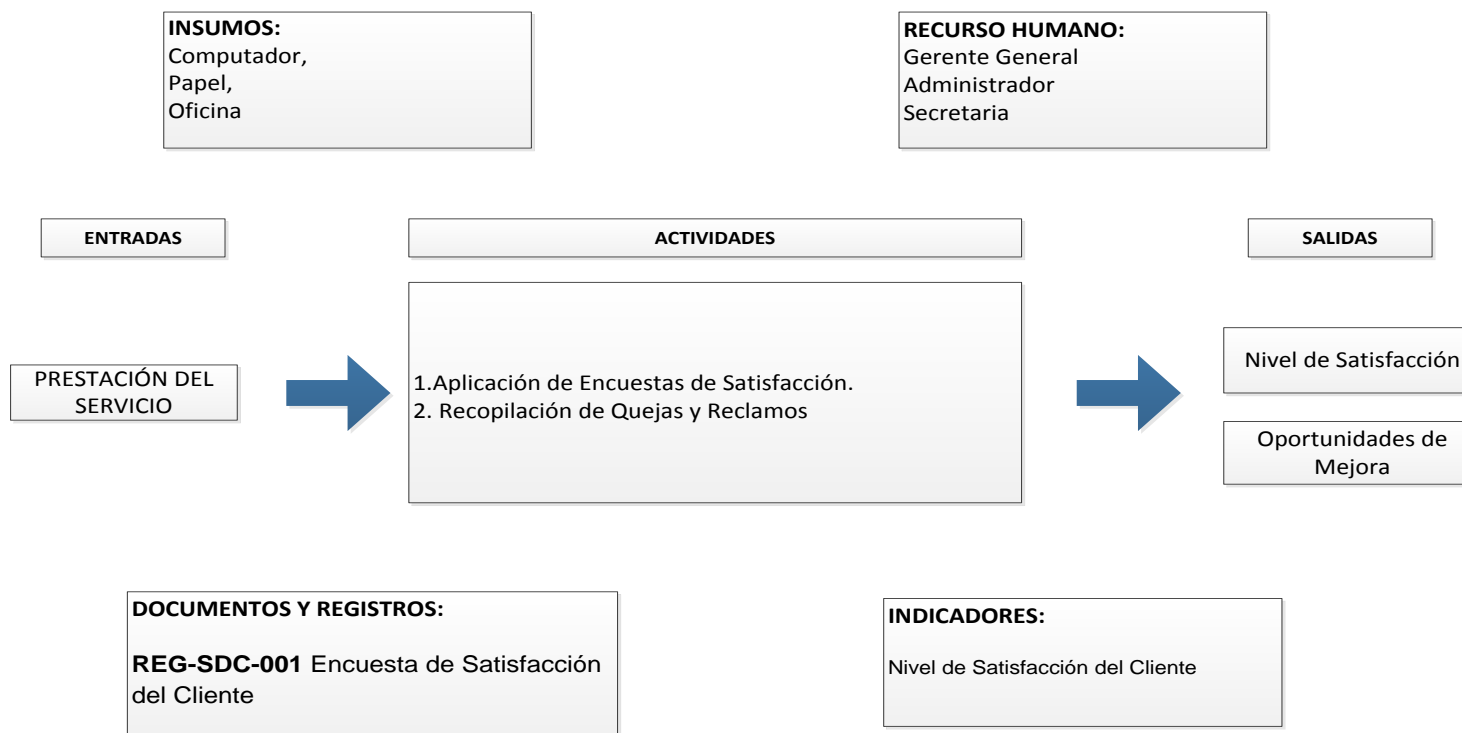 INSUMOS:
Computador,
Papel,
Oficina
RECURSO HUMANO:
Gerente General
Administrador
Secretaria
ENTRADAS
ACTIVIDADES
SALIDAS
PRESTACIÓN DEL
SERVICIO
1.Aplicación de Encuestas de Satisfacción.
2. Recopilación de Quejas y Reclamos
Nivel de Satisfacción
Oportunidades de
Mejora
DOCUMENTOS Y REGISTROS:
REG-SDC-001 Encuesta de Satisfacción
del Cliente
INDICADORES:
Nivel de Satisfacción del Cliente